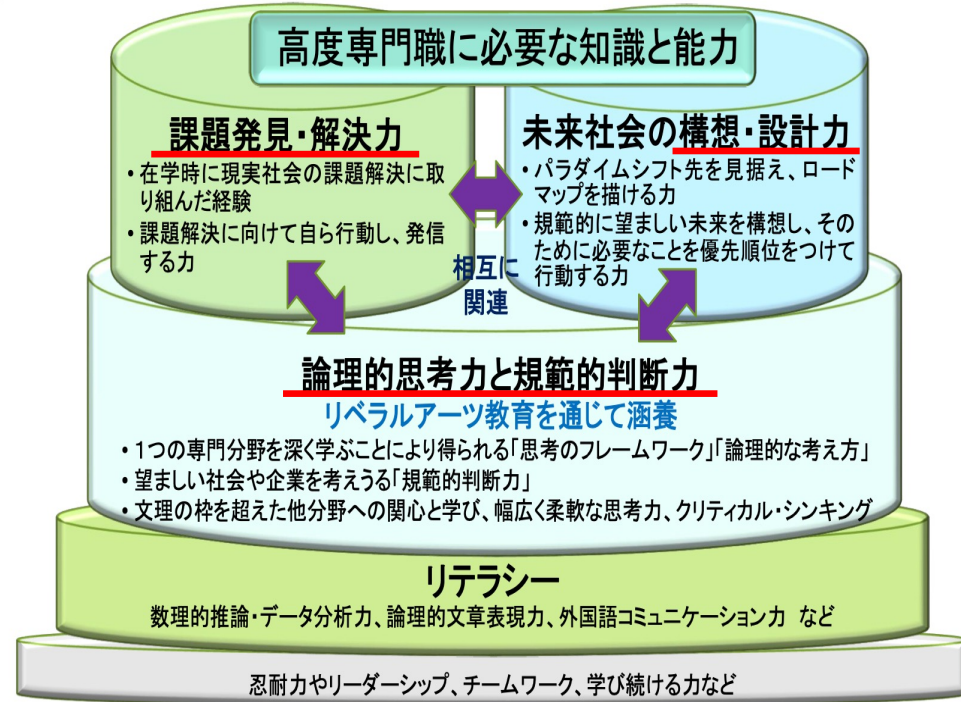 高度専門職に必要な知識と能力
課題発見・解決力
・在学時に現実社会の課題解決に取
り組んだ経験
・課題解決に向けて自ら行動し、発信
する力
未来社会の構想・設計力
・パラダイムシフト先を見据え、ロード
マップを描ける力
・規範的に望ましい未来を構想し、その
ために必要なことを優先順位をつけて
行動する力
相互に
関連
論理的思考力と規範的判断力
リベラルアーツ教育を通じて涵養
・１つの専門分野を深く学ぶことにより得られる「思考のフレームワーク」「論理的な考え方」
・望ましい社会や企業を考えうる「規範的判断力」
・文理の枠を超えた他分野への関心と学び、幅広く柔軟な思考力、クリティカル・シンキング
リテラシー
数理的推論・データ分析力、論理的文章表現力、外国語コミュニケーション力 など
忍耐力やリーダーシップ、チームワーク、学び続ける力など